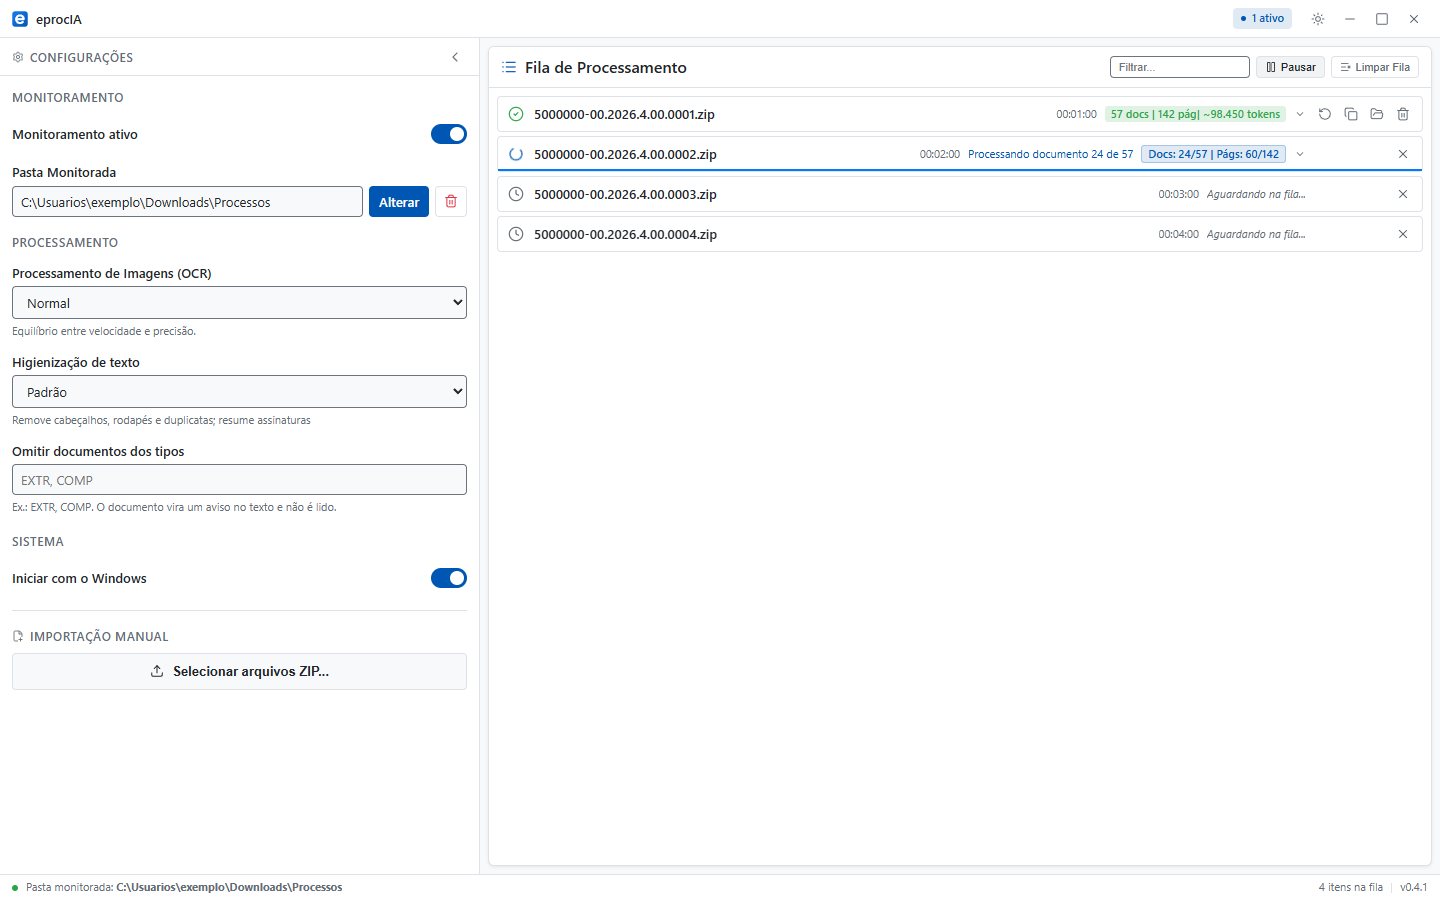 eprocIA
1 ativo
CONFIGURAÇÕES
MONITORAMENTO
Monitoramento ativo
Pasta Monitorada
C:\Usuarios\exemplo\Downloads\Processos
Alterar
PROCESSAMENTO
Processamento de Imagens (OCR)
Normal
Equilíbrio entre velocidade e precisão.
Higienização de texto
Padrão
Remove cabeçalhos, rodapés e duplicatas; resume assinaturas
Omitir documentos dos tipos
EXTR, COMP
Ex.: EXTR, COMP. O documento vira um aviso no texto e não é lido.
SISTEMA
Iniciar com o Windows
IMPORTAÇÃO MANUAL
Selecionar arquivos ZIP...
Fila de Processamento
Filtrar...
Pausar
Limpar Fila
5000000-00.2026.4.00.0001.zip 00:01:00 57 docs | 142 pág| ~98.450 tokens
5000000-00.2026.4.00.0002.zip 00:02:00 Processando documento 24 de 57 Docs: 24/57 | Págs: 60/142
5000000-00.2026.4.00.0003.zip 00:03:00 Aguardando na fila...
5000000-00.2026.4.00.0004.zip 00:04:00 Aguardando na fila...
Pasta monitorada: C:\Usuarios\exemplo\Downloads\Processos
4 itens na fila | v0.4.1